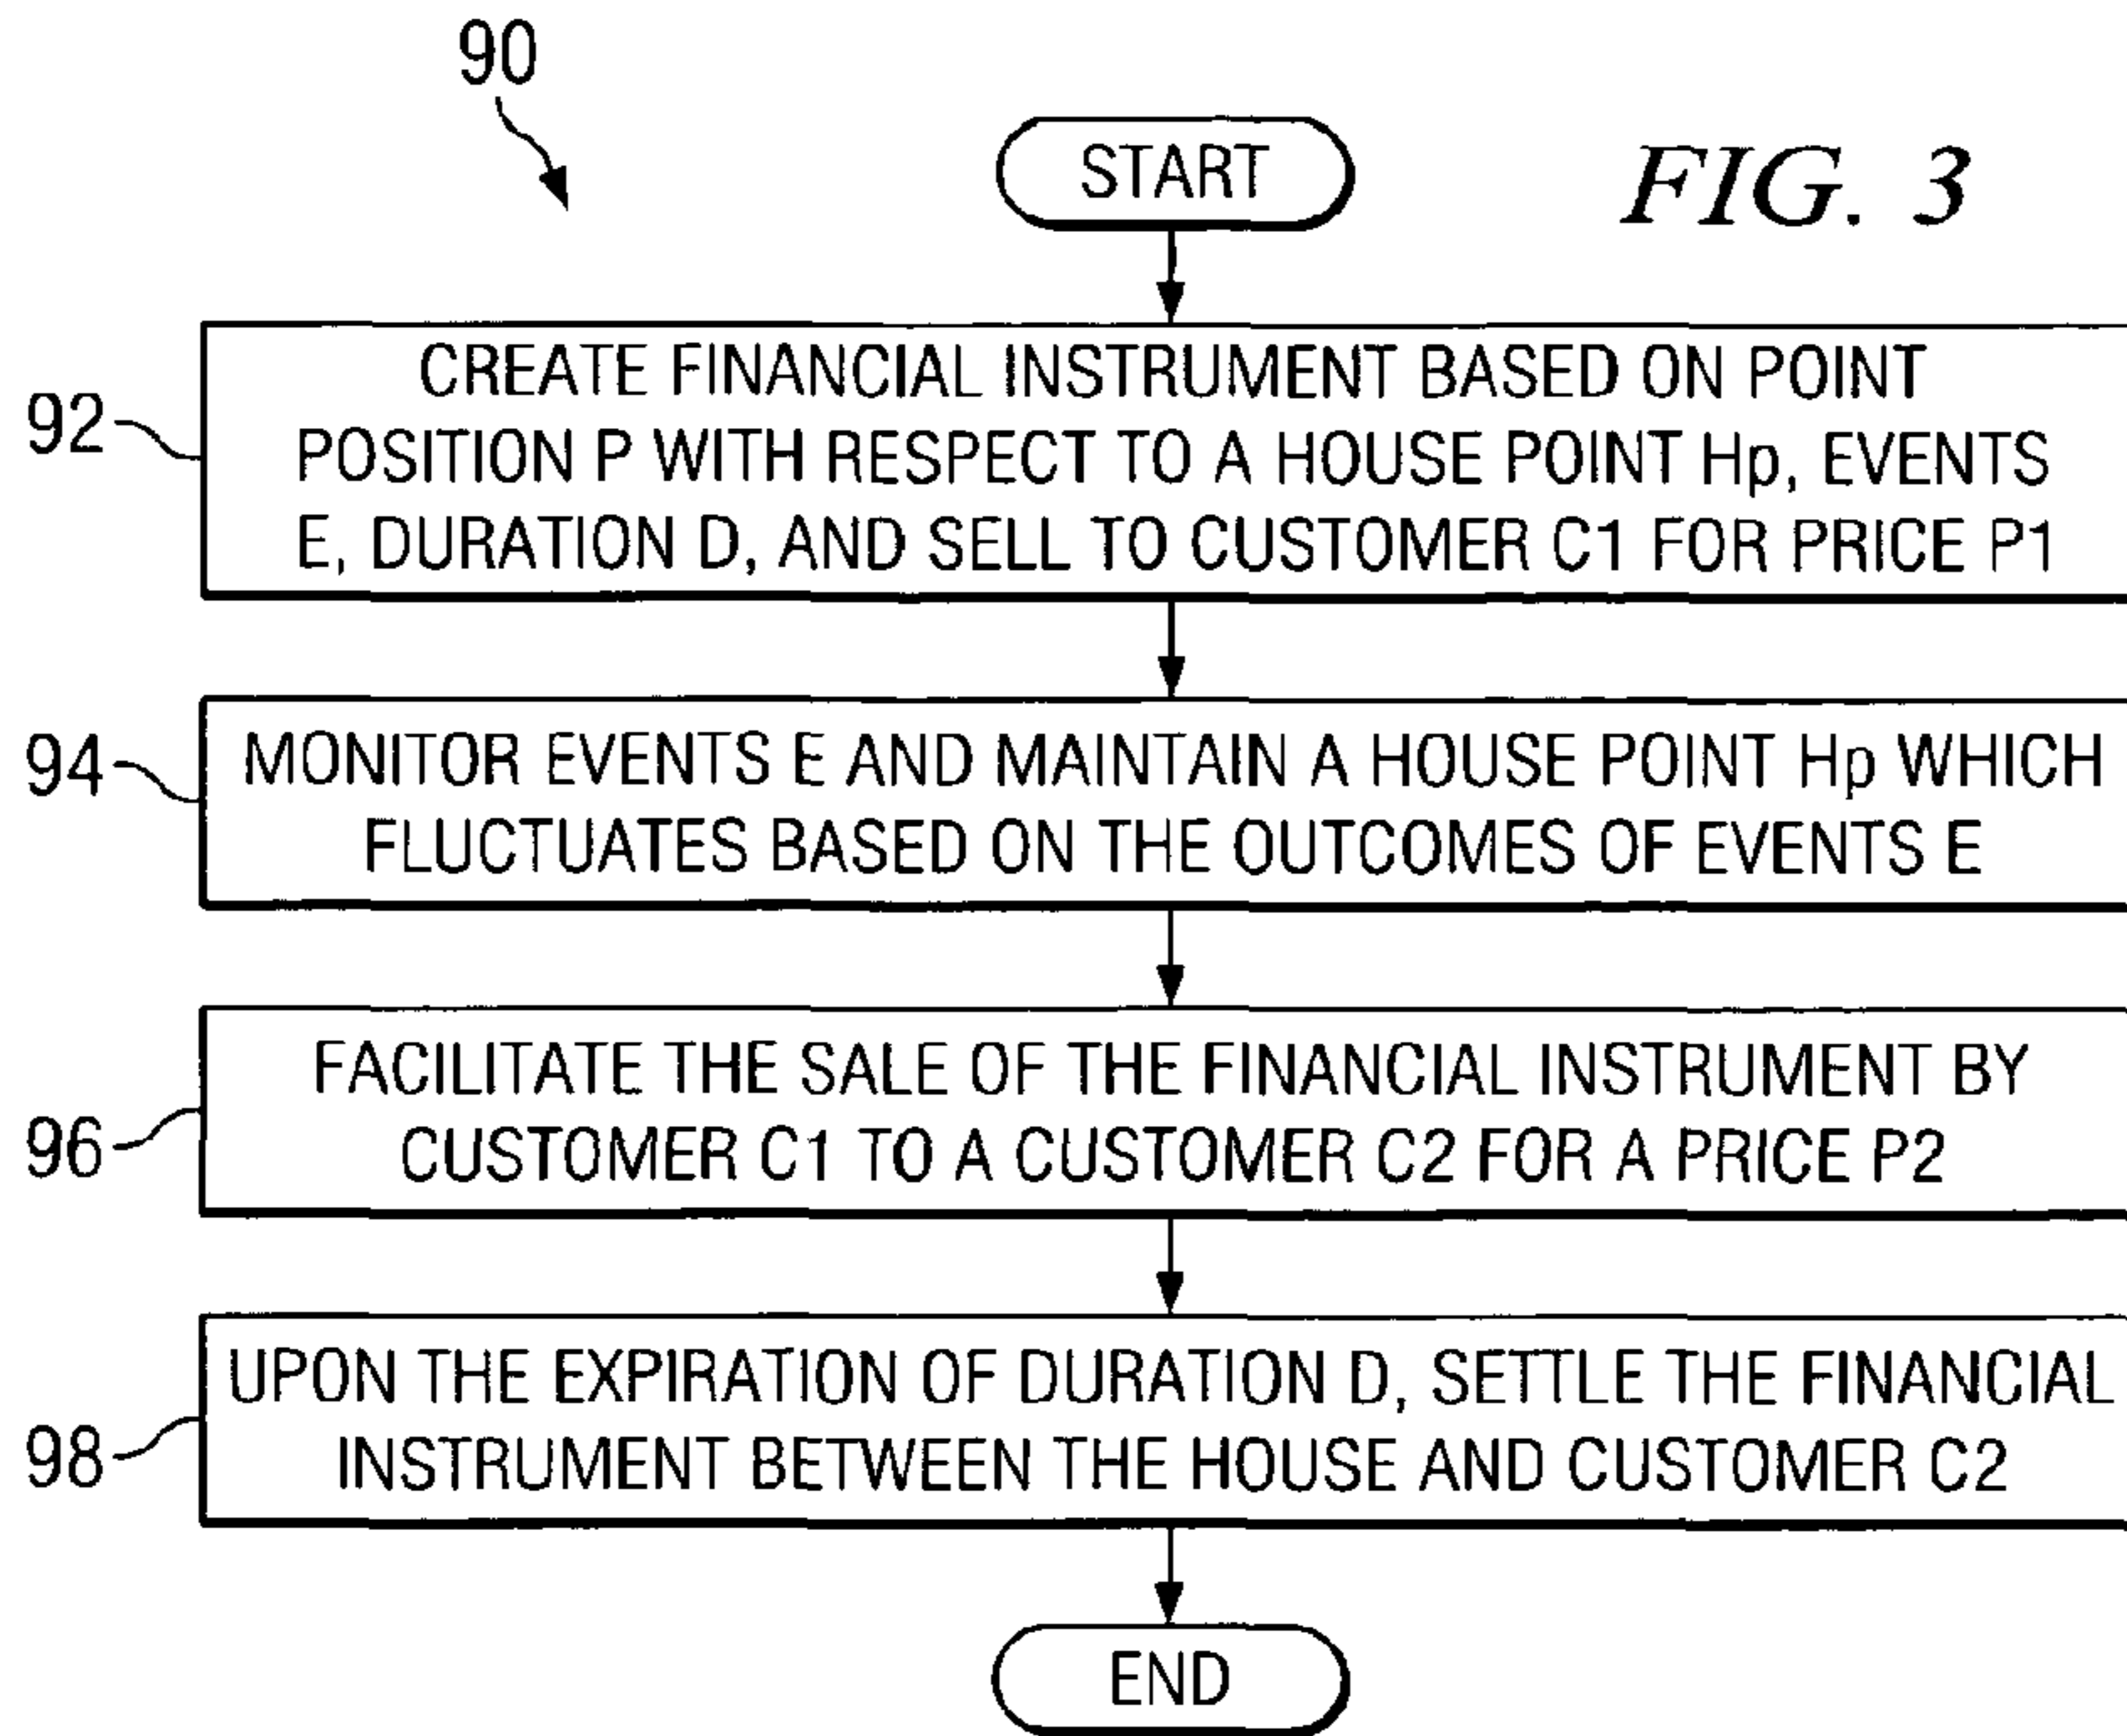 90
START
FIG. 3
92
CREATE FINANCIAL INSTRUMENT BASED ON POINT
POSITION P WITH RESPECT TO A HOUSE POINT Hp, EVENTS
E, DURATION D, AND SELL TO CUSTOMER C1 FOR PRICE P1
94
MONITOR EVENTS E AND MAINTAIN A HOUSE POINT Hp WHICH
FLUCTUATES BASED ON THE OUTCOMES OF EVENTS E
96
FACILITATE THE SALE OF THE FINANCIAL INSTRUMENT BY
CUSTOMER C1 TO A CUSTOMER C2 FOR A PRICE P2
98
UPON THE EXPIRATION OF DURATION D, SETTLE THE FINANCIAL
INSTRUMENT BETWEEN THE HOUSE AND CUSTOMER C2
END